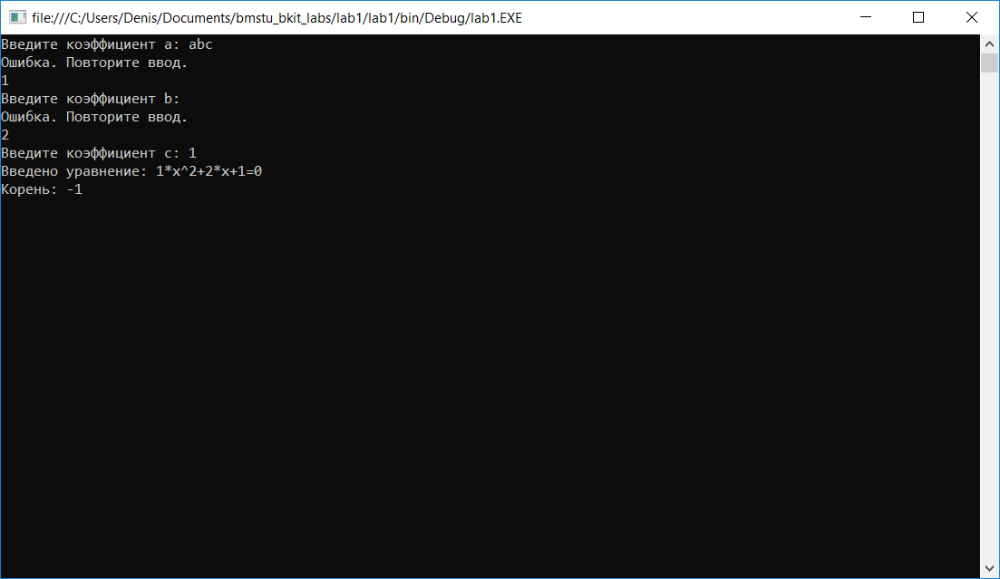 file:///C:/Users/Denis/Documents/bmstu_bkit_labs/lab1/lab1/bin/Debug/lab1.EXE
Введите коэффициент a: abc
Ошибка. Повторите ввод.
1
Введите коэффициент b:
Ошибка. Повторите ввод.
2
Введите коэффициент c: 1
Введено уравнение: 1*x^2+2*x+1=0
Корень: -1